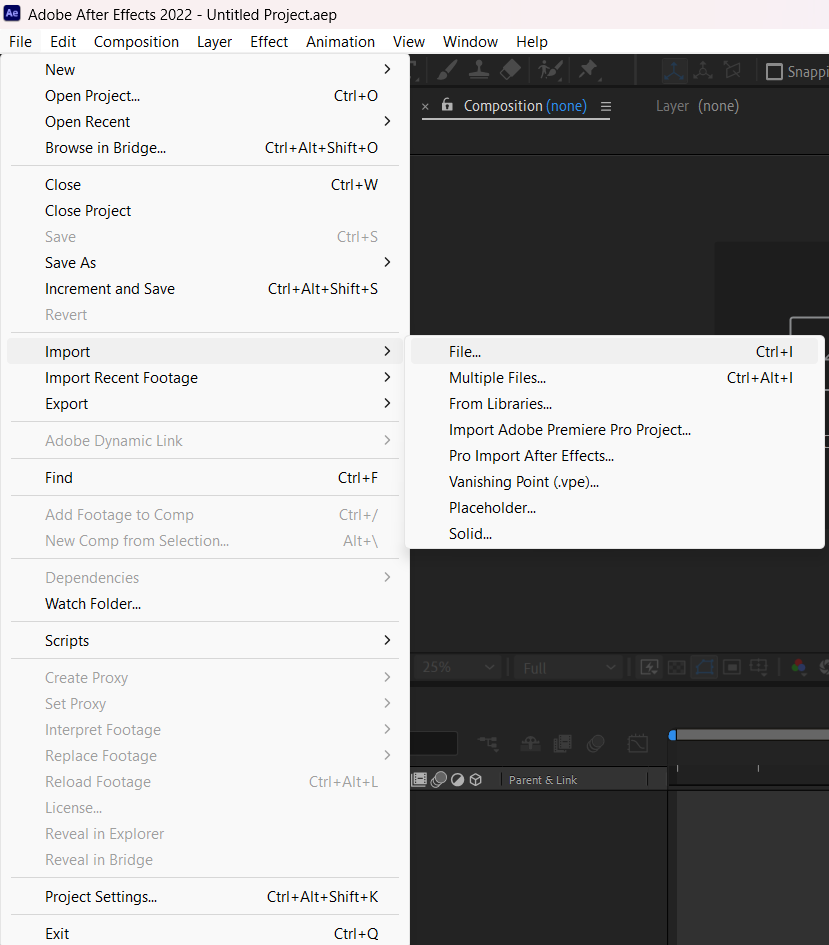 Ae Adobe After Effects 2022 - Untitled Project.aep
File Edit Composition Layer Effect Animation View Window Help
New
Open Project... Ctrl+O
Open Recent
Browse in Bridge... Ctrl+Alt+Shift+O
Close Ctrl+W
Close Project
Save Ctrl+S
Save As
Increment and Save Ctrl+Alt+Shift+S
Revert
Import
Import Recent Footage
Export
Adobe Dynamic Link
Find Ctrl+F
Add Footage to Comp Ctrl+/
New Comp from Selection... Alt+\
Dependencies
Watch Folder...
Scripts
Create Proxy
Set Proxy
Interpret Footage
Replace Footage
Reload Footage Ctrl+Alt+L
License...
Reveal in Explorer
Reveal in Bridge
Project Settings... Ctrl+Alt+Shift+K
Exit Ctrl+Q
File... Ctrl+I
Multiple Files... Ctrl+Alt+I
From Libraries...
Import Adobe Premiere Pro Project...
Pro Import After Effects...
Vanishing Point (.vpe)...
Placeholder...
Solid...
Snappi
Composition (none) Layer (none)
25% Full
Parent & Link